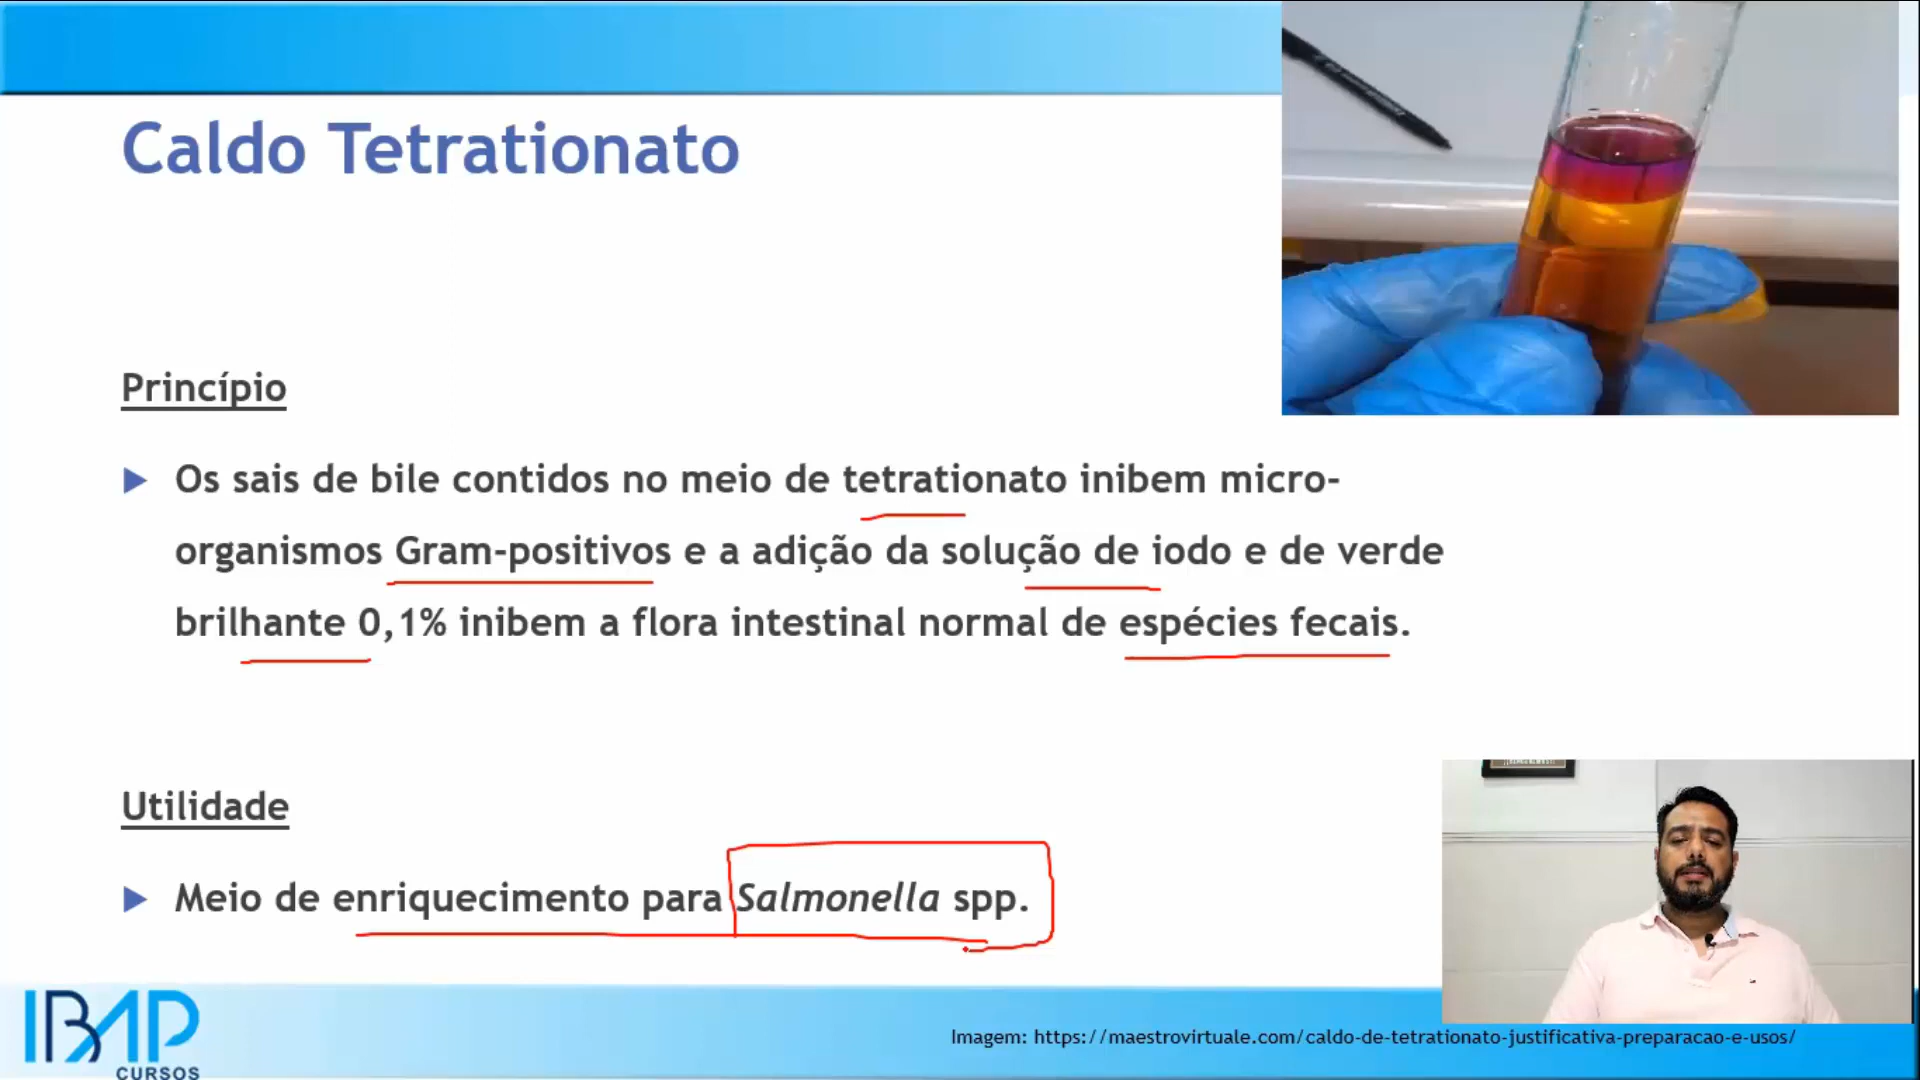 Caldo Tetrationato
Princípio
Os sais de bile contidos no meio de tetrationato inibem micro-
organismos Gram-positivos e a adição da solução de iodo e de verde
brilhante 0,1% inibem a flora intestinal normal de espécies fecais.
Utilidade
Meio de enriquecimento para Salmonella spp.
IBAP
CURSOS
Imagem: https://maestrovirtuale.com/caldo-de-tetrationato-justificativa-preparacao-e-usos/